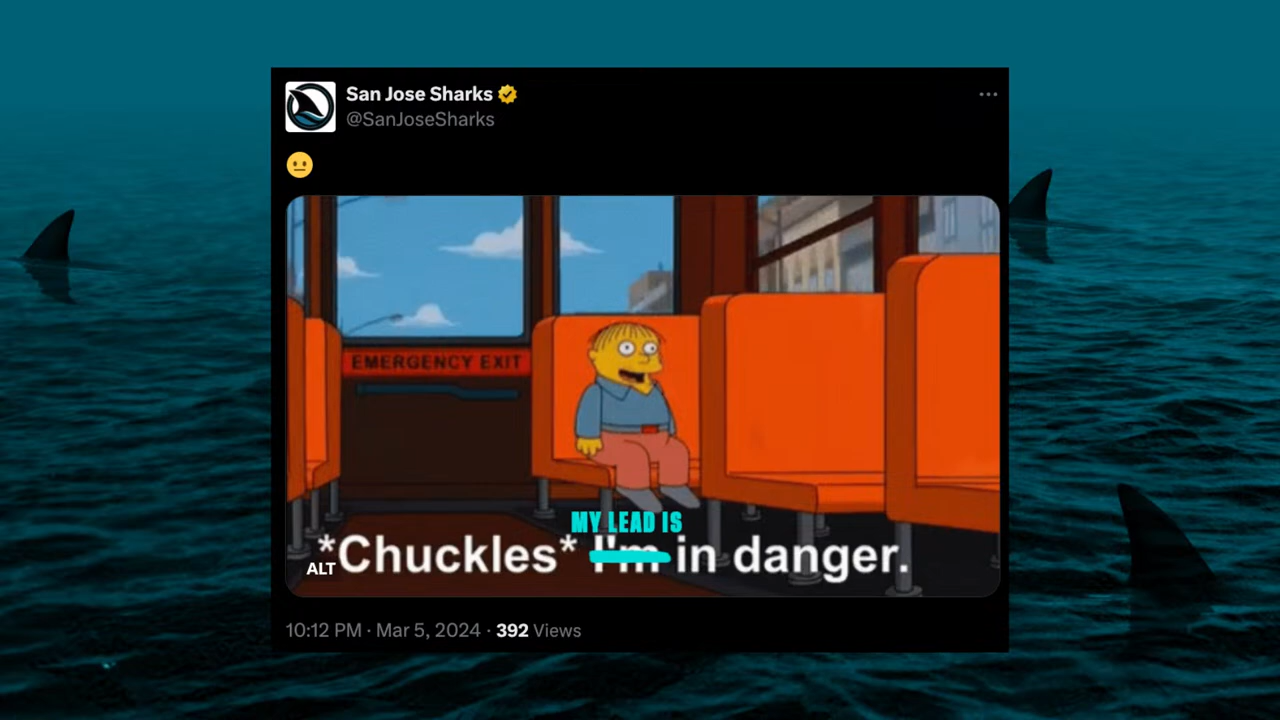 San Jose Sharks
@SanJoseSharks
😐
EMERGENCY EXIT
MY LEAD IS
*Chuckles* I'm in danger.
ALT
10:12 PM · Mar 5, 2024 · 392 Views